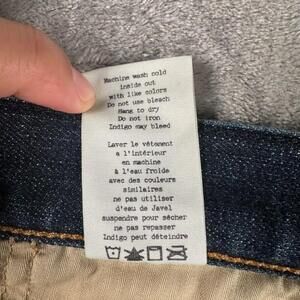 Machine wash cold
inside out
with like colors
Do not use bleach
Hang to dry
Do not iron
Indigo may bleed
Laver le vêtement
à l'intérieur
en machine
à l'eau froide
avec des couleurs
similaires
ne pas utiliser
d'eau de Javel
suspendre pour sécher
ne pas repasser
Indigo peut déteindre